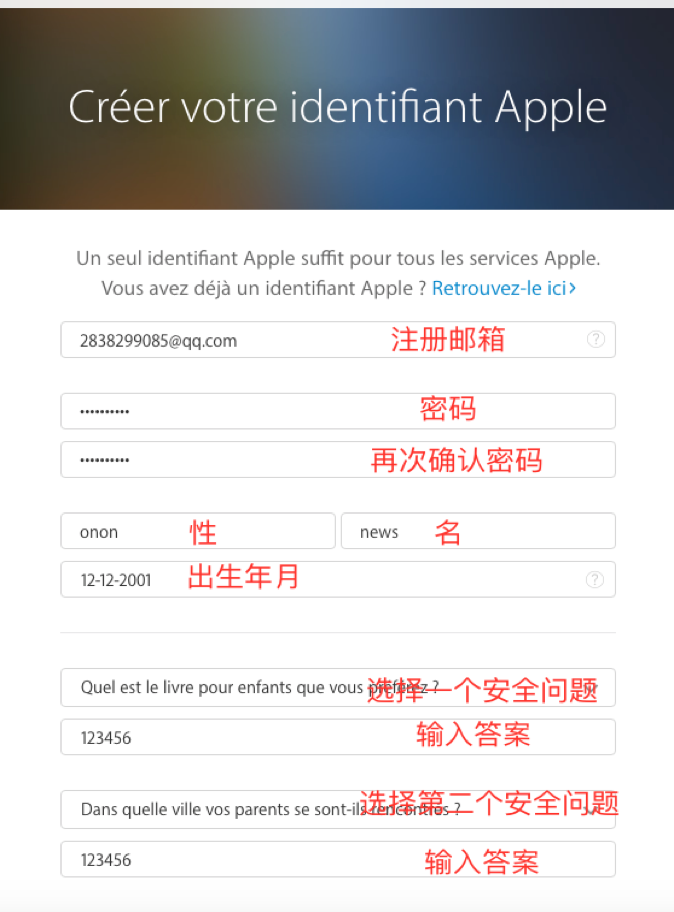 Créer votre identifiant Apple
Un seul identifiant Apple suffit pour tous les services Apple.
Vous avez déjà un identifiant Apple ? Retrouvez-le ici ›
2838299085@qq.com 注册邮箱 ?
•••••••••• 密码
•••••••••• 再次确认密码
onon 性 news 名
12-12-2001 出生年月 ?
Quel est le livre pour enfants que vous préférez ? 选择一个安全问题
123456 输入答案
Dans quelle ville vos parents se sont-ils rencontrés ? 选择第二个安全问题
123456 输入答案